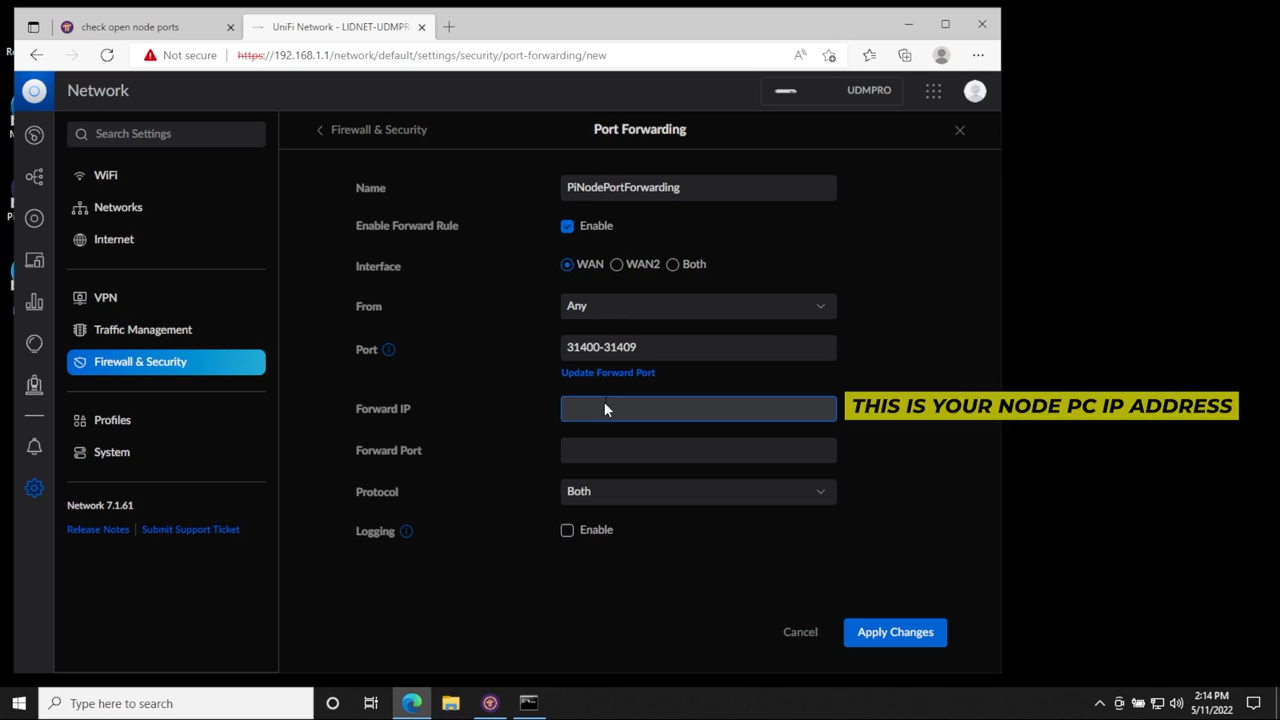 check open node ports
UniFi Network - LIDNET-UDMPR
Not secure
https://192.168.1.1/network/default/settings/security/port-forwarding/new
Network
UDMPRO
Search Settings
Firewall & Security
Port Forwarding
WiFi
Networks
Internet
VPN
Traffic Management
Firewall & Security
Profiles
System
Network 7.1.61
Release Notes
Submit Support Ticket
Name
PiNodePortForwarding
Enable Forward Rule
Enable
Interface
WAN
WAN2
Both
From
Any
Port
31400-31409
Update Forward Port
Forward IP
THIS IS YOUR NODE PC IP ADDRESS
Forward Port
Protocol
Both
Logging
Enable
Cancel
Apply Changes
Type here to search
2:14 PM
5/11/2022